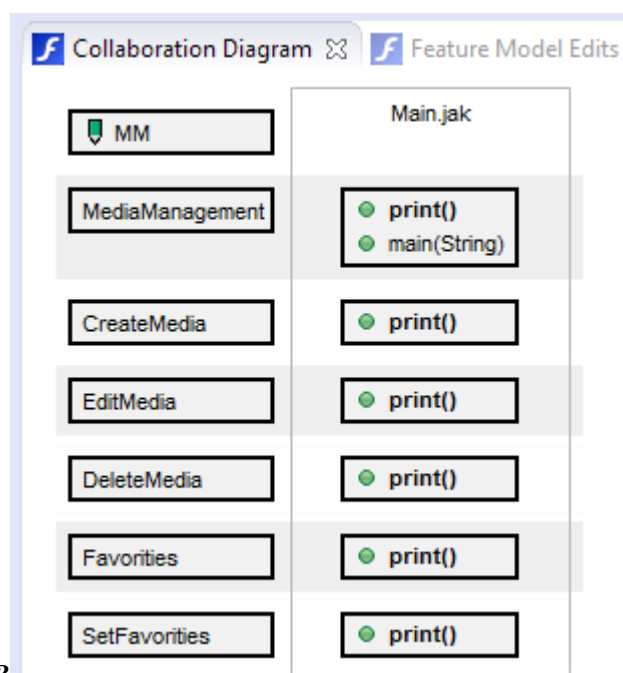 Collaboration Diagram Feature Model Edits
MM Main.jak
MediaManagement print()
main(String)
CreateMedia print()
EditMedia print()
DeleteMedia print()
Favorities print()
SetFavorities print()